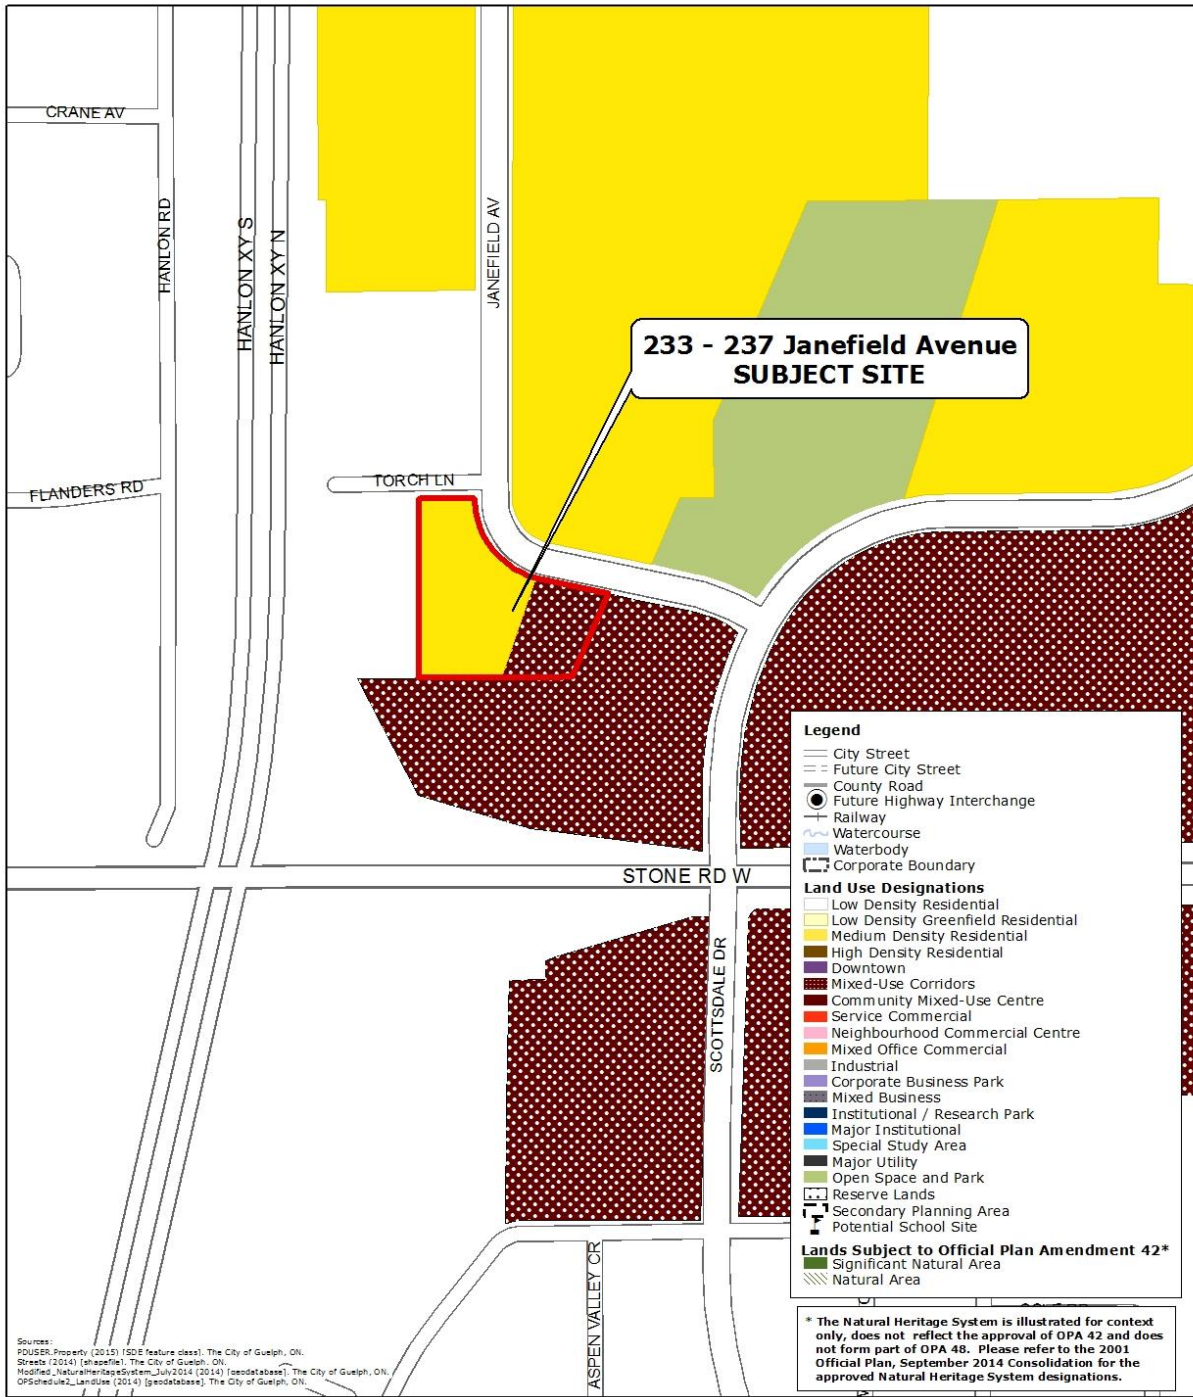 CRANE AV
HANLON RD
HANLON XY S
HANLON XY N
JANEFIELD AV
233 - 237 Janefield Avenue
SUBJECT SITE
TORCH LN
FLANDERS RD
STONE RD W
SCOTTSDALE DR
ASPEN VALLEY CR
Legend
City Street
Future City Street
County Road
Future Highway Interchange
Railway
Watercourse
Waterbody
Corporate Boundary
Land Use Designations
Low Density Residential
Low Density Greenfield Residential
Medium Density Residential
High Density Residential
Downtown
Mixed-Use Corridors
Community Mixed-Use Centre
Service Commercial
Neighbourhood Commercial Centre
Mixed Office Commercial
Industrial
Corporate Business Park
Mixed Business
Institutional / Research Park
Major Institutional
Special Study Area
Major Utility
Open Space and Park
Reserve Lands
Secondary Planning Area
Potential School Site
Lands Subject to Official Plan Amendment 42*
Significant Natural Area
Natural Area
* The Natural Heritage System is illustrated for context
only, does not reflect the approval of OPA 42 and does
not form part of OPA 48. Please refer to the 2001
Official Plan, September 2014 Consolidation for the
approved Natural Heritage System designations.
Sources:
PDUSER.Property (2015) [SDE feature class]. The City of Guelph, ON.
Streets (2014) [shapefile]. The City of Guelph. ON.
Modified_NaturalHeritageSystem_July2014 (2014) [geodatabase]. The City of Guelph, ON.
OPSchedule2_LandUse (2014) [geodatabase]. The City of Guelph, ON.